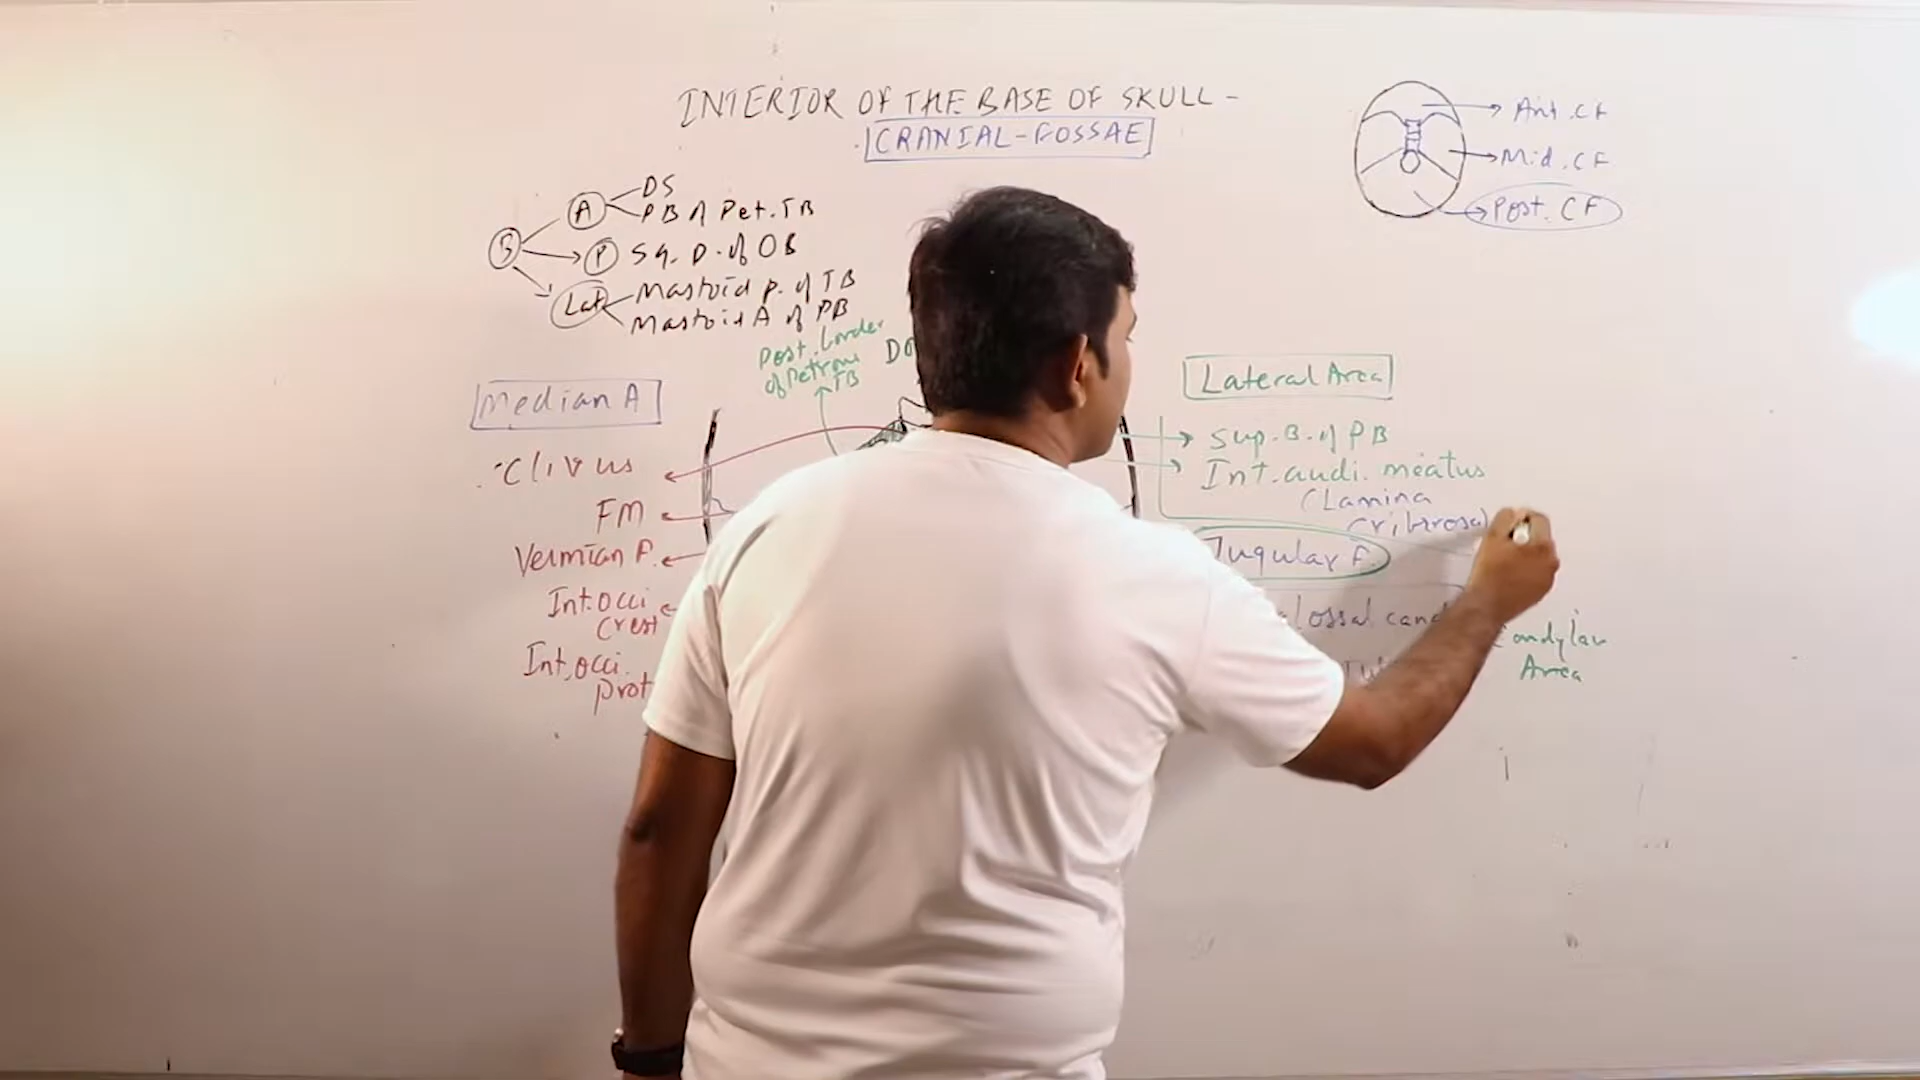 INTERIOR OF THE BASE OF SKULL -
CRANIAL-FOSSAE
Ant. CF
Mid. CF
Post. CF
B
A
DS
PB of Pet. TB
P
Sq. P. of OB
Lat
Mastoid p. of TB
Mastoid A of PB
Post. border
of Petrous
TB
Median A
Clivus
FM
Vermian F.
Int. Occi
Crest
Int. occi.
prot
Lateral Area
Sup. B. of PB
Int. audi. meatus
(Lamina
Cribrosa)
Jugular F.
Condylar
Area